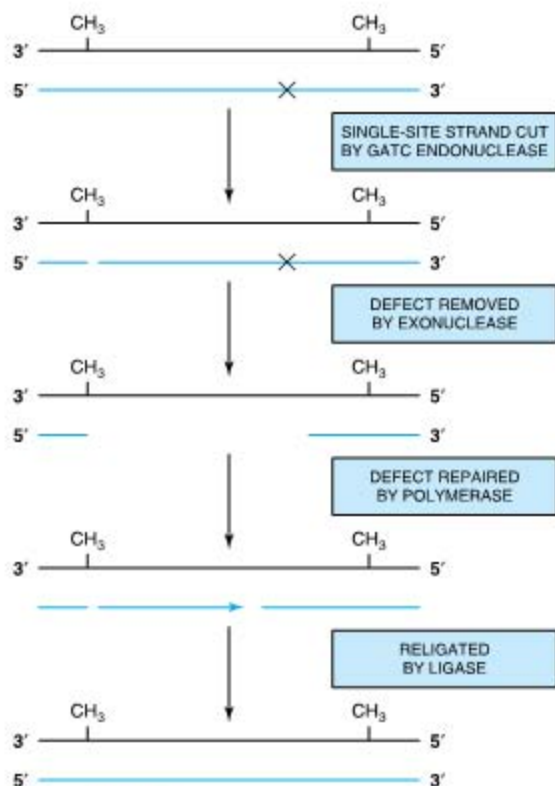 CH₃ CH₃
3′ 5′
5′ 3′
SINGLE-SITE STRAND CUT
BY GATC ENDONUCLEASE
CH₃ CH₃
3′ 5′
5′ 3′
DEFECT REMOVED
BY EXONUCLEASE
CH₃ CH₃
3′ 5′
5′ 3′
DEFECT REPAIRED
BY POLYMERASE
CH₃ CH₃
3′ 5′
RELIGATED
BY LIGASE
CH₃ CH₃
3′ 5′
5′ 3′